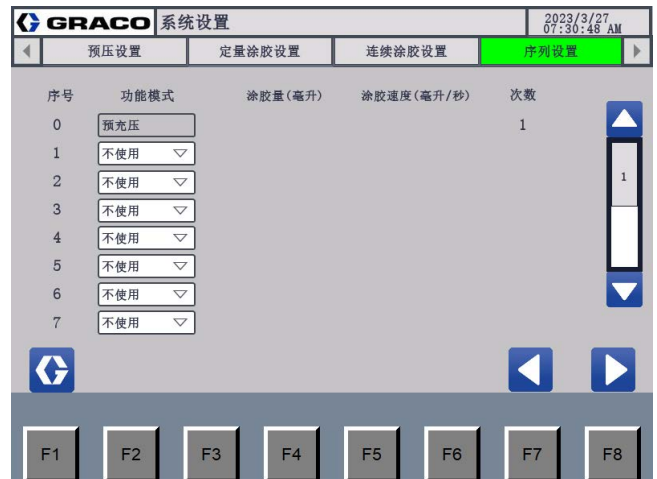 GRACO 系统设置 2023/3/27
07:30:48 AM
预压设置 定量涂胶设置 连续涂胶设置 序列设置
序号 功能模式 涂胶量(毫升) 涂胶速度(毫升/秒) 次数
0 预充压 1
1 不使用
2 不使用 1
3 不使用
4 不使用
5 不使用
6 不使用
7 不使用
F1 F2 F3 F4 F5 F6 F7 F8